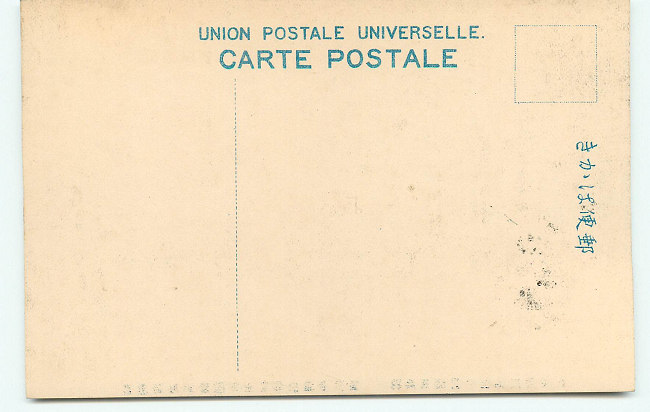 UNION POSTALE UNIVERSELLE.
CARTE POSTALE
きかは便郵